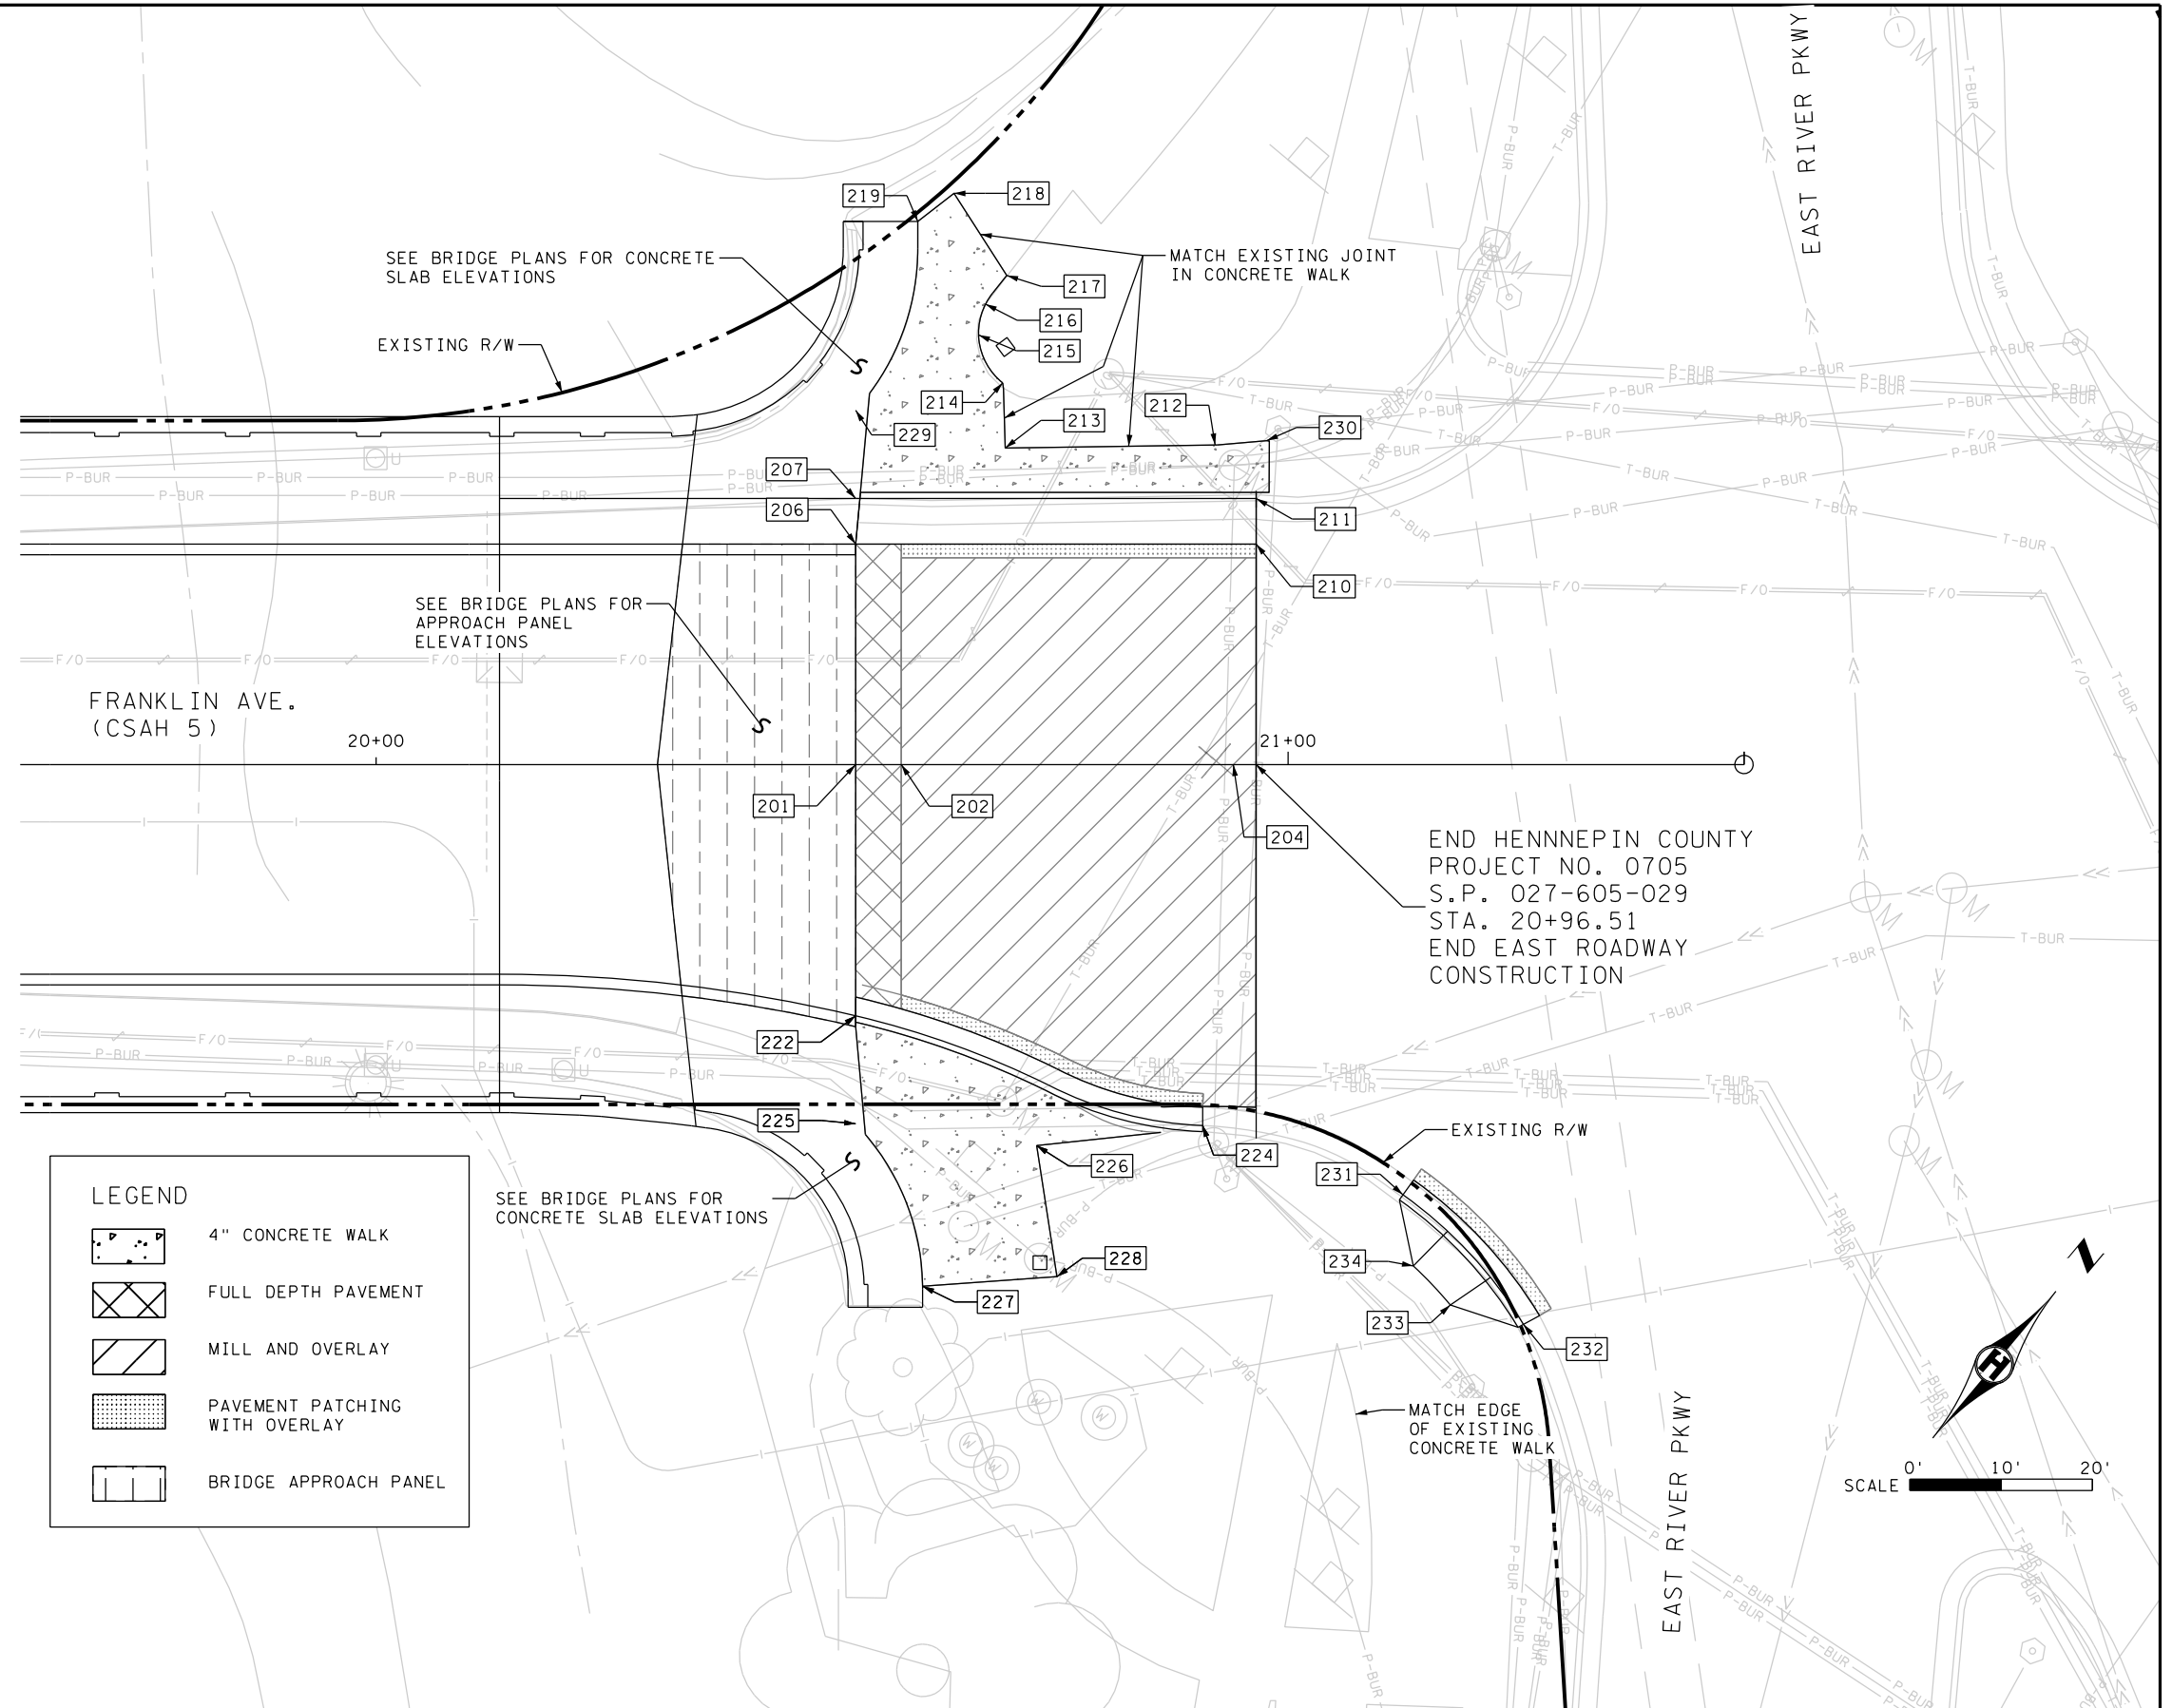 EAST RIVER PKWY
219
218
SEE BRIDGE PLANS FOR CONCRETE
SLAB ELEVATIONS
MATCH EXISTING JOINT
IN CONCRETE WALK
217
216
215
EXISTING R/W
214
213
212
230
229
207
206
211
210
SEE BRIDGE PLANS FOR
APPROACH PANEL
ELEVATIONS
FRANKLIN AVE.
(CSAH 5)
20+00
21+00
201
202
204
END HENNNEPIN COUNTY
PROJECT NO. 0705
S.P. 027-605-029
STA. 20+96.51
END EAST ROADWAY
CONSTRUCTION
222
225
224
226
EXISTING R/W
231
SEE BRIDGE PLANS FOR
CONCRETE SLAB ELEVATIONS
228
227
234
233
232
LEGEND
4" CONCRETE WALK
FULL DEPTH PAVEMENT
MILL AND OVERLAY
PAVEMENT PATCHING
WITH OVERLAY
BRIDGE APPROACH PANEL
MATCH EDGE
OF EXISTING
CONCRETE WALK
EAST RIVER PKWY
N
H
SCALE 0' 10' 20'
P-BUR
T-BUR
F/O
U
M